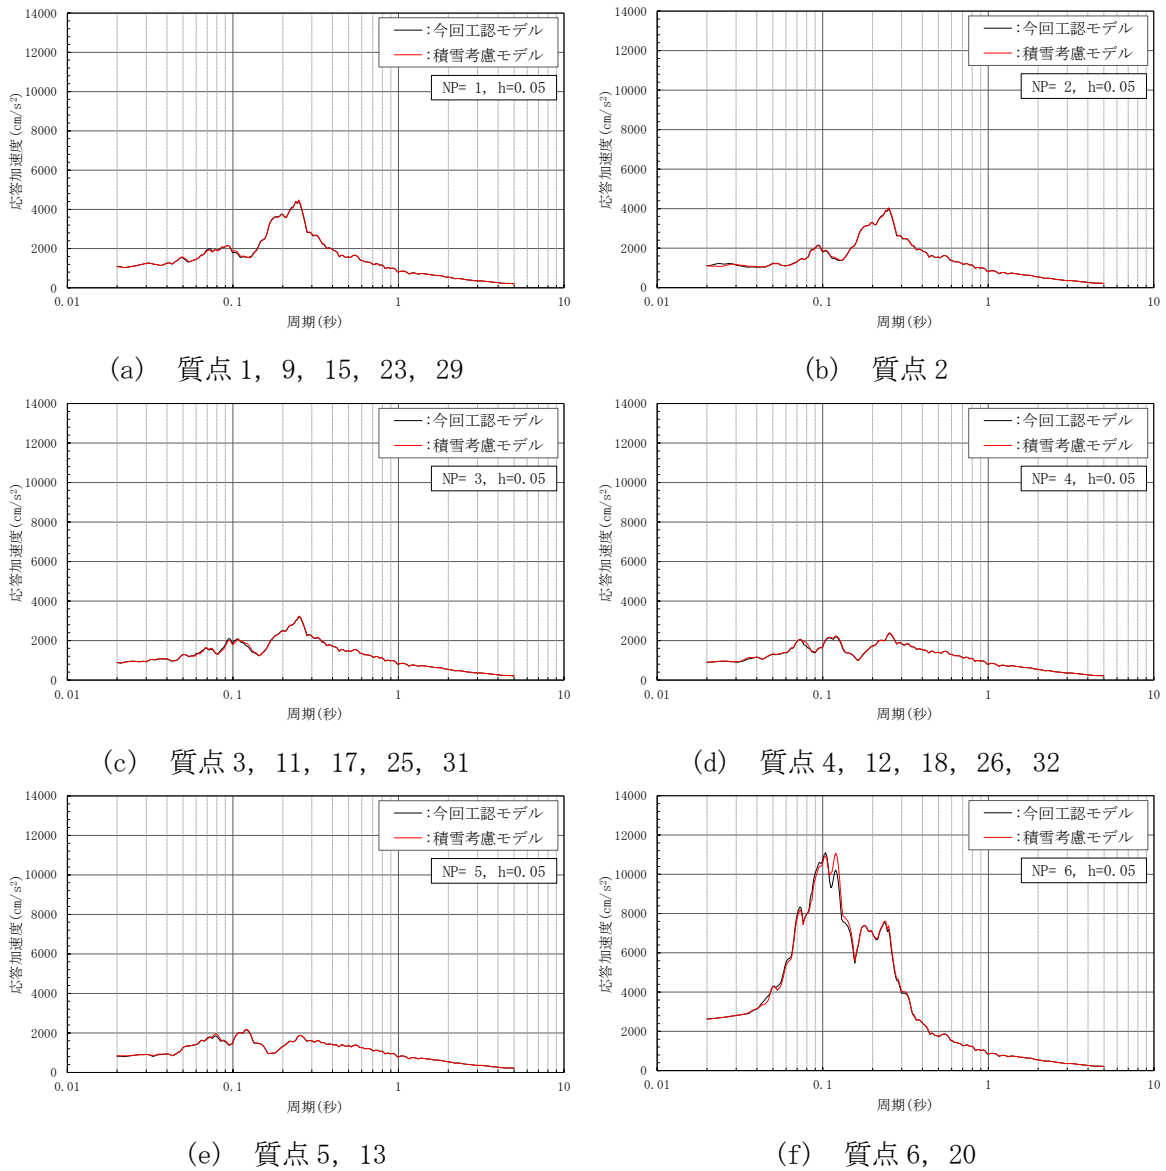 14000
12000
10000
8000
6000
4000
2000
0
応答加速度(cm/s²)
0.01
0.1
1
10
周期(秒)
:今回工認モデル
:積雪考慮モデル
NP= 1, h=0.05
(a) 質点 1, 9, 15, 23, 29
14000
12000
10000
8000
6000
4000
2000
0
応答加速度(cm/s²)
0.01
0.1
1
10
周期(秒)
:今回工認モデル
:積雪考慮モデル
NP= 2, h=0.05
(b) 質点 2
14000
12000
10000
8000
6000
4000
2000
0
応答加速度(cm/s²)
0.01
0.1
1
10
周期(秒)
:今回工認モデル
:積雪考慮モデル
NP= 3, h=0.05
(c) 質点 3, 11, 17, 25, 31
14000
12000
10000
8000
6000
4000
2000
0
応答加速度(cm/s²)
0.01
0.1
1
10
周期(秒)
:今回工認モデル
:積雪考慮モデル
NP= 4, h=0.05
(d) 質点 4, 12, 18, 26, 32
14000
12000
10000
8000
6000
4000
2000
0
応答加速度(cm/s²)
0.01
0.1
1
10
周期(秒)
:今回工認モデル
:積雪考慮モデル
NP= 5, h=0.05
(e) 質点 5, 13
14000
12000
10000
8000
6000
4000
2000
0
応答加速度(cm/s²)
0.01
0.1
1
10
周期(秒)
:今回工認モデル
:積雪考慮モデル
NP= 6, h=0.05
(f) 質点 6, 20